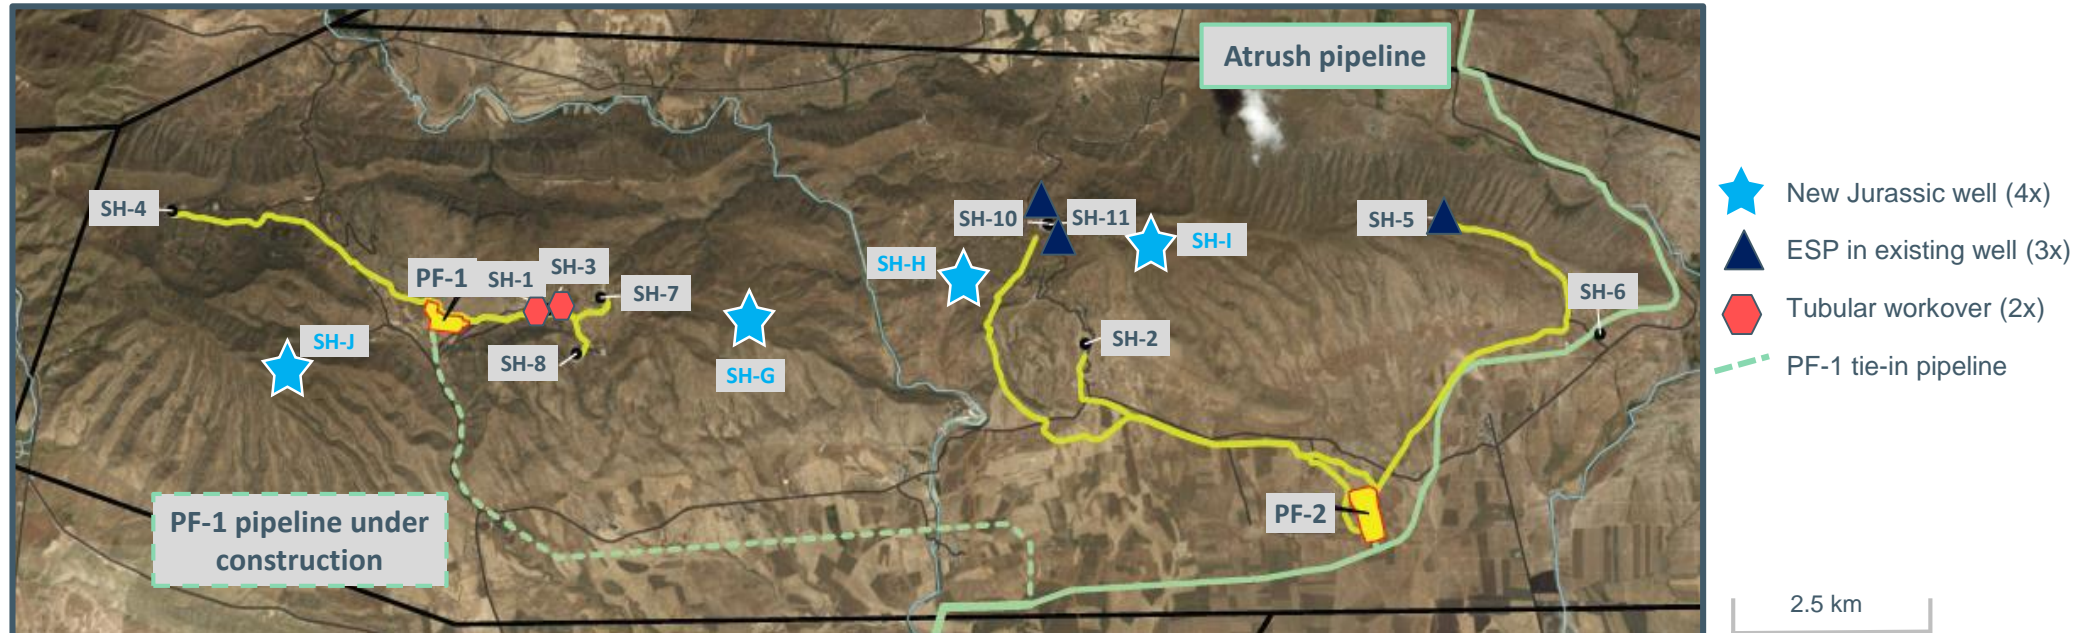 Atrush pipeline
SH-4
PF-1
SH-1
SH-3
SH-7
SH-8
SH-J
SH-G
SH-H
SH-10
SH-11
SH-I
SH-5
SH-6
SH-2
PF-2
PF-1 pipeline under
construction
New Jurassic well (4x)
ESP in existing well (3x)
Tubular workover (2x)
PF-1 tie-in pipeline
2.5 km